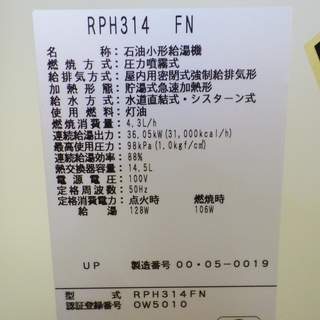 RPH314 FN
名称:石油小形給湯機
燃焼方式:圧力噴霧式
給排気方式:屋内用密閉式強制給排気形
加熱形式:貯湯式急速加熱形
給水方式:水道直結式・シスターン式
使用燃料:灯油
燃焼消費量:4.3L/h
連続給湯出力:36.05kW(31,000kcal/h)
最高使用圧力:98kPa(1.0kgf/cm²)
連続給湯効率:88%
熱交換器容量:14.5L
電源電圧:100V
定格周波数:50Hz
定格消費電力:点火時 燃焼時
給湯 128W 106W
UP 製造番号 00・05-0019
型式 RPH314FN
認証登録番号 OW5010